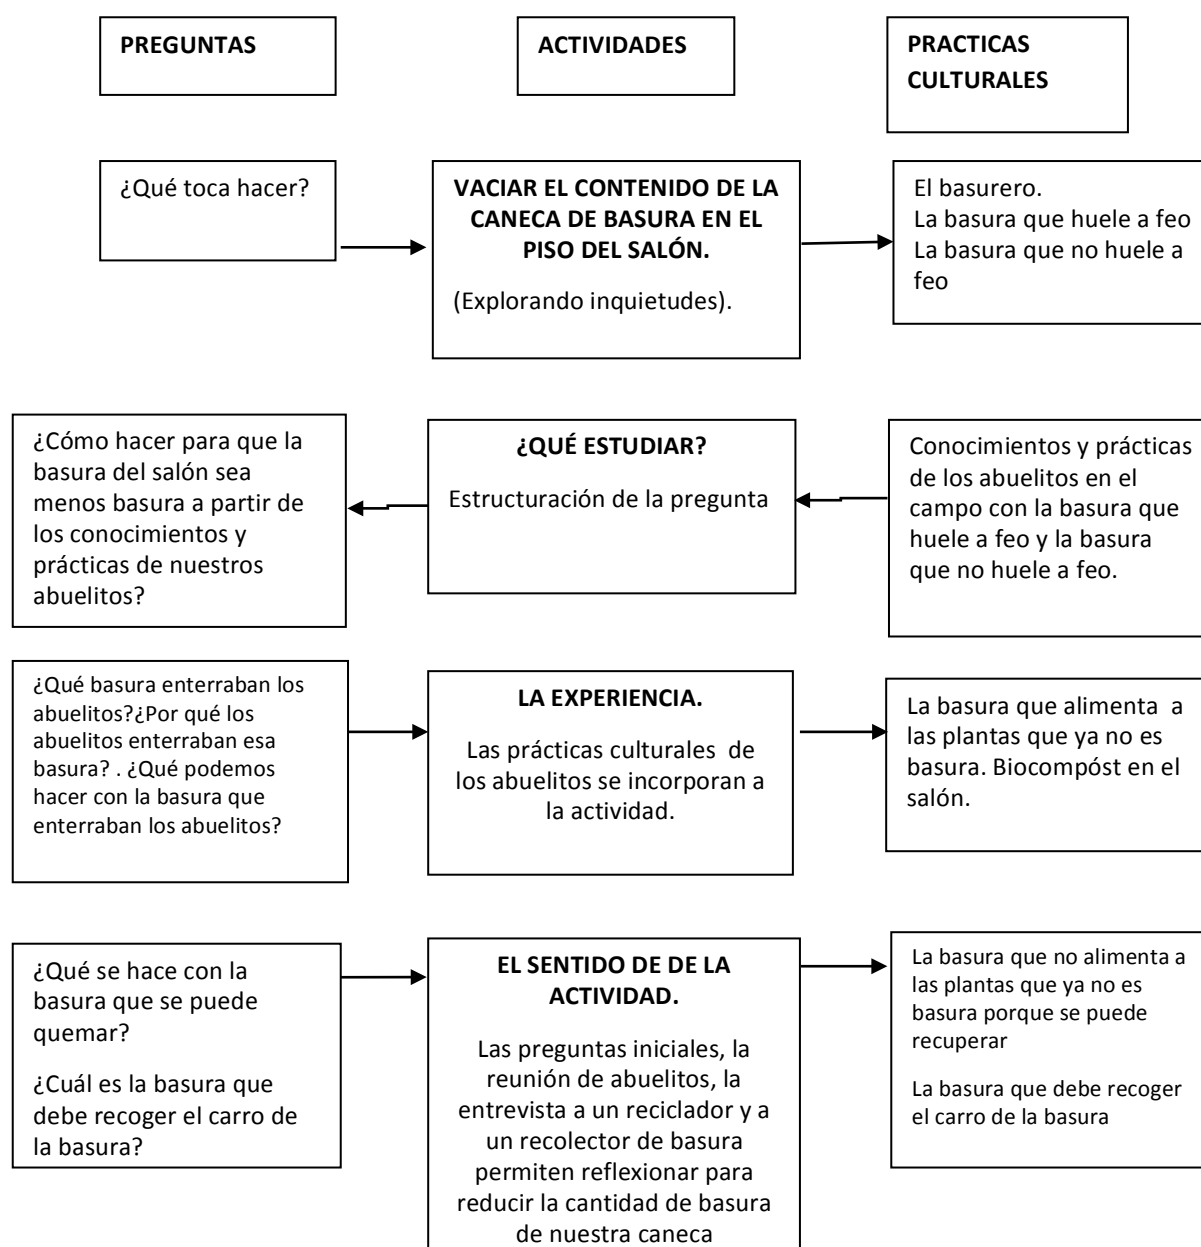 PREGUNTAS
ACTIVIDADES
PRACTICAS
CULTURALES
¿Qué toca hacer?
VACIAR EL CONTENIDO DE LA
CANECA DE BASURA EN EL
PISO DEL SALÓN.
(Explorando inquietudes).
El basurero.
La basura que huele a feo
La basura que no huele a
feo
¿Cómo hacer para que la
basura del salón sea
menos basura a partir de
los conocimientos y
prácticas de nuestros
abuelitos?
¿QUÉ ESTUDIAR?
Estructuración de la pregunta
Conocimientos y prácticas
de los abuelitos en el
campo con la basura que
huele a feo y la basura
que no huele a feo.
¿Qué basura enterraban los
abuelitos?¿Por qué los
abuelitos enterraban esa
basura? . ¿Qué podemos
hacer con la basura que
enterraban los abuelitos?
LA EXPERIENCIA.
Las prácticas culturales  de
los abuelitos se incorporan a
la actividad.
La basura que alimenta  a
las plantas que ya no es
basura. Biocompóst en el
salón.
¿Qué se hace con la
basura que se puede
quemar?
¿Cuál es la basura que
debe recoger el carro de
la basura?
EL SENTIDO DE DE LA
ACTIVIDAD.
Las preguntas iniciales, la
reunión de abuelitos, la
entrevista a un reciclador y a
un recolector de basura
permiten reflexionar para
reducir la cantidad de basura
de nuestra caneca
La basura que no alimenta a
las plantas que ya no es
basura porque se puede
recuperar
La basura que debe recoger
el carro de la basura